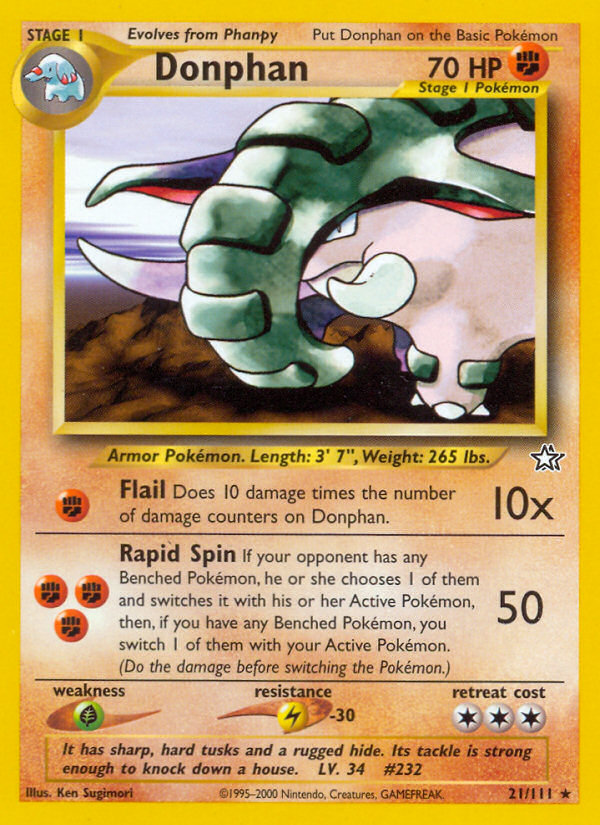 STAGE I Evolves from Phanpy Put Donphan on the Basic Pokémon
Donphan 70 HP
Stage I Pokémon
Armor Pokémon. Length: 3' 7", Weight: 265 lbs.
Flail Does 10 damage times the number
of damage counters on Donphan.
10x
Rapid Spin If your opponent has any
Benched Pokémon, he or she chooses 1 of them
and switches it with his or her Active Pokémon,
then, if you have any Benched Pokémon, you
switch 1 of them with your Active Pokémon.
(Do the damage before switching the Pokémon.)
50
weakness resistance retreat cost
-30
It has sharp, hard tusks and a rugged hide. Its tackle is strong
enough to knock down a house. LV. 34 #232
Illus. Ken Sugimori ©1995–2000 Nintendo, Creatures, GAMEFREAK. 21/111 ★